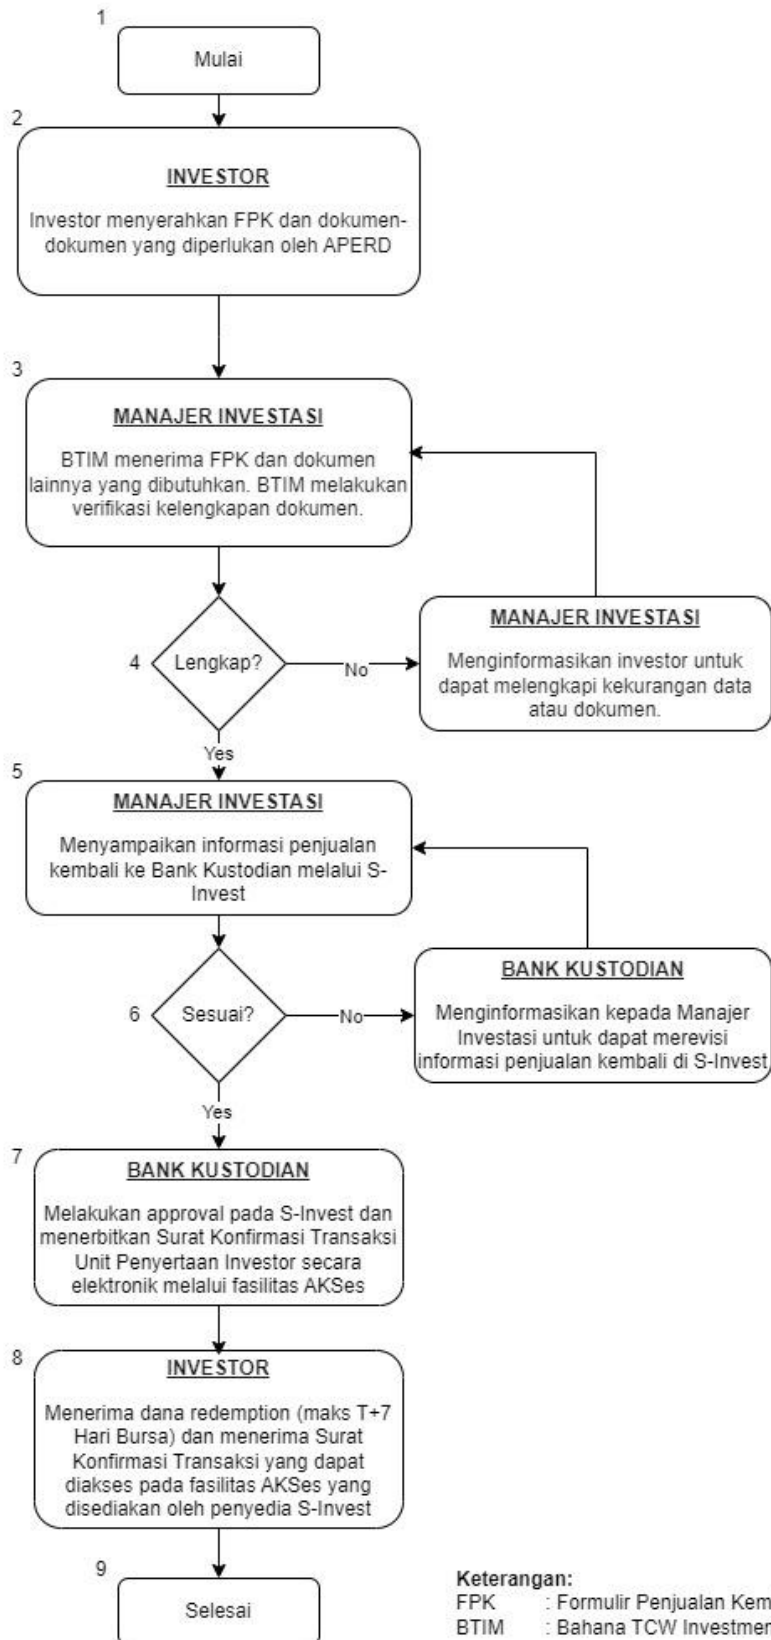 1
Mulai
2
INVESTOR
Investor menyerahkan FPK dan dokumen-
dokumen yang diperlukan oleh APERD
3
MANAJER INVESTASI
BTIM menerima FPK dan dokumen
lainnya yang dibutuhkan. BTIM melakukan
verifikasi kelengkapan dokumen.
4
Lengkap?
No
MANAJER INVESTASI
Menginformasikan investor untuk
dapat melengkapi kekurangan data
atau dokumen.
Yes
5
MANAJER INVESTASI
Menyampaikan informasi penjualan
kembali ke Bank Kustodian melalui S-
Invest
6
Sesuai?
No
BANK KUSTODIAN
Menginformasikan kepada Manajer
Investasi untuk dapat merevisi
informasi penjualan kembali di S-Invest
Yes
7
BANK KUSTODIAN
Melakukan approval pada S-Invest dan
menerbitkan Surat Konfirmasi Transaksi
Unit Penyertaan Investor secara
elektronik melalui fasilitas AKSes
8
INVESTOR
Menerima dana redemption (maks T+7
Hari Bursa) dan menerima Surat
Konfirmasi Transaksi yang dapat
diakses pada fasilitas AKSes yang
disediakan oleh penyedia S-Invest
9
Selesai
Keterangan:
FPK : Formulir Penjualan Kem
BTIM : Bahana TCW Investmen